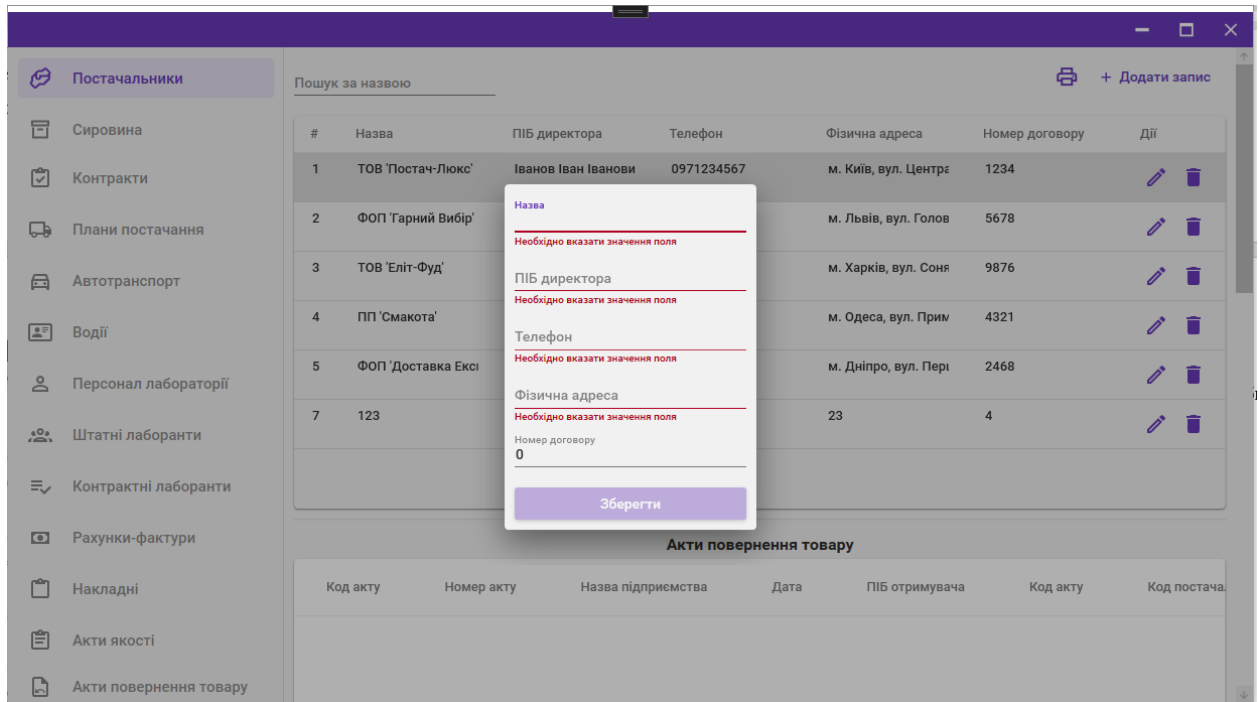 Постачальники
Сировина
Контракти
Плани постачання
Автотранспорт
Водії
Персонал лабораторії
Штатні лаборанти
Контрактні лаборанти
Рахунки-фактури
Накладні
Акти якості
Акти повернення товару
Пошук за назвою
+ Додати запис
# Назва ПІБ директора Телефон Фізична адреса Номер договору Дії
1 ТОВ 'Постач-Люкс' Іванов Іван Іванови 0971234567 м. Київ, вул. Центра 1234
2 ФОП 'Гарний Вибір' м. Львів, вул. Голов 5678
3 ТОВ 'Еліт-Фуд' м. Харків, вул. Соня 9876
4 ПП 'Смакота' м. Одеса, вул. Прим 4321
5 ФОП 'Доставка Екс м. Дніпро, вул. Пер 2468
7 123 23 4
Назва
Необхідно вказати значення поля
ПІБ директора
Необхідно вказати значення поля
Телефон
Необхідно вказати значення поля
Фізична адреса
Необхідно вказати значення поля
Номер договору
0
Зберегти
Акти повернення товару
Код акту Номер акту Назва підприємства Дата ПІБ отримувача Код акту Код постача